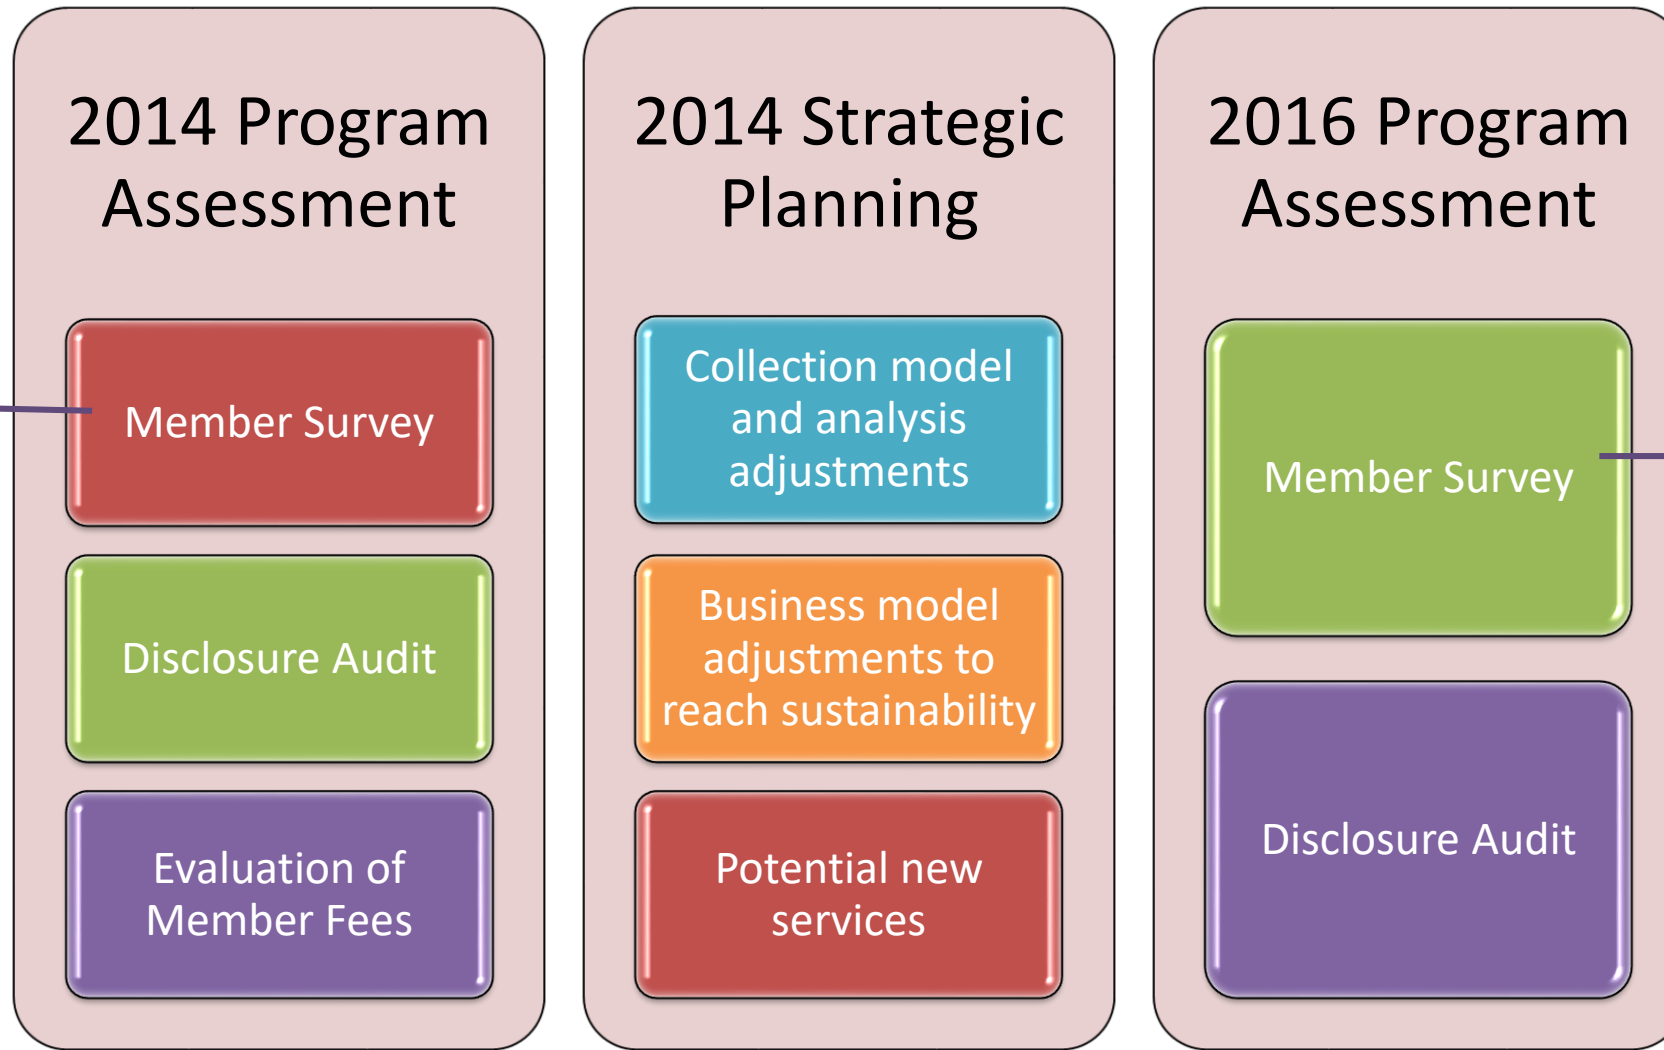 2014 Program
Assessment
Member Survey
Disclosure Audit
Evaluation of
Member Fees
2014 Strategic
Planning
Collection model
and analysis
adjustments
Business model
adjustments to
reach sustainability
Potential new
services
2016 Program
Assessment
Member Survey
Disclosure Audit